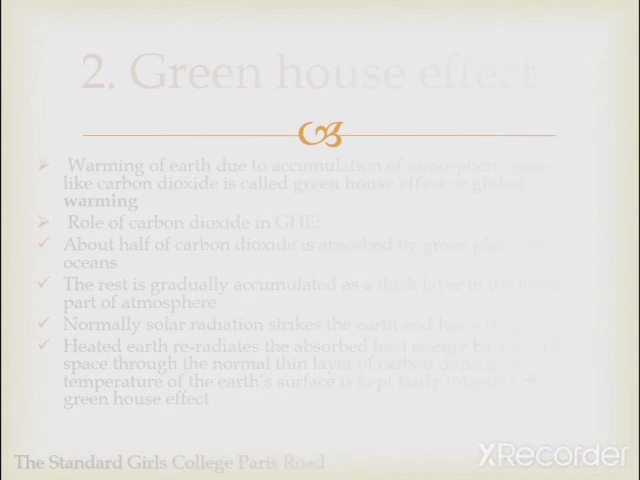 2. Green house effect
Warming of earth due to accumulation of atmospheric gases
like carbon dioxide is called green house effect or global
warming
Role of carbon dioxide in GHE:
About half of carbon dioxide is absorbed by green plants and
oceans
The rest is gradually accumulated as a thick layer in the lower
part of atmosphere
Normally solar radiation strikes the earth and heats it up
Heated earth re-radiates the absorbed heat energy back
space through the normal thin layer of carbon
temperature of the earth's surface is kept fairly →
green house effect
The Standard Girls College Paris Road
XRecorder